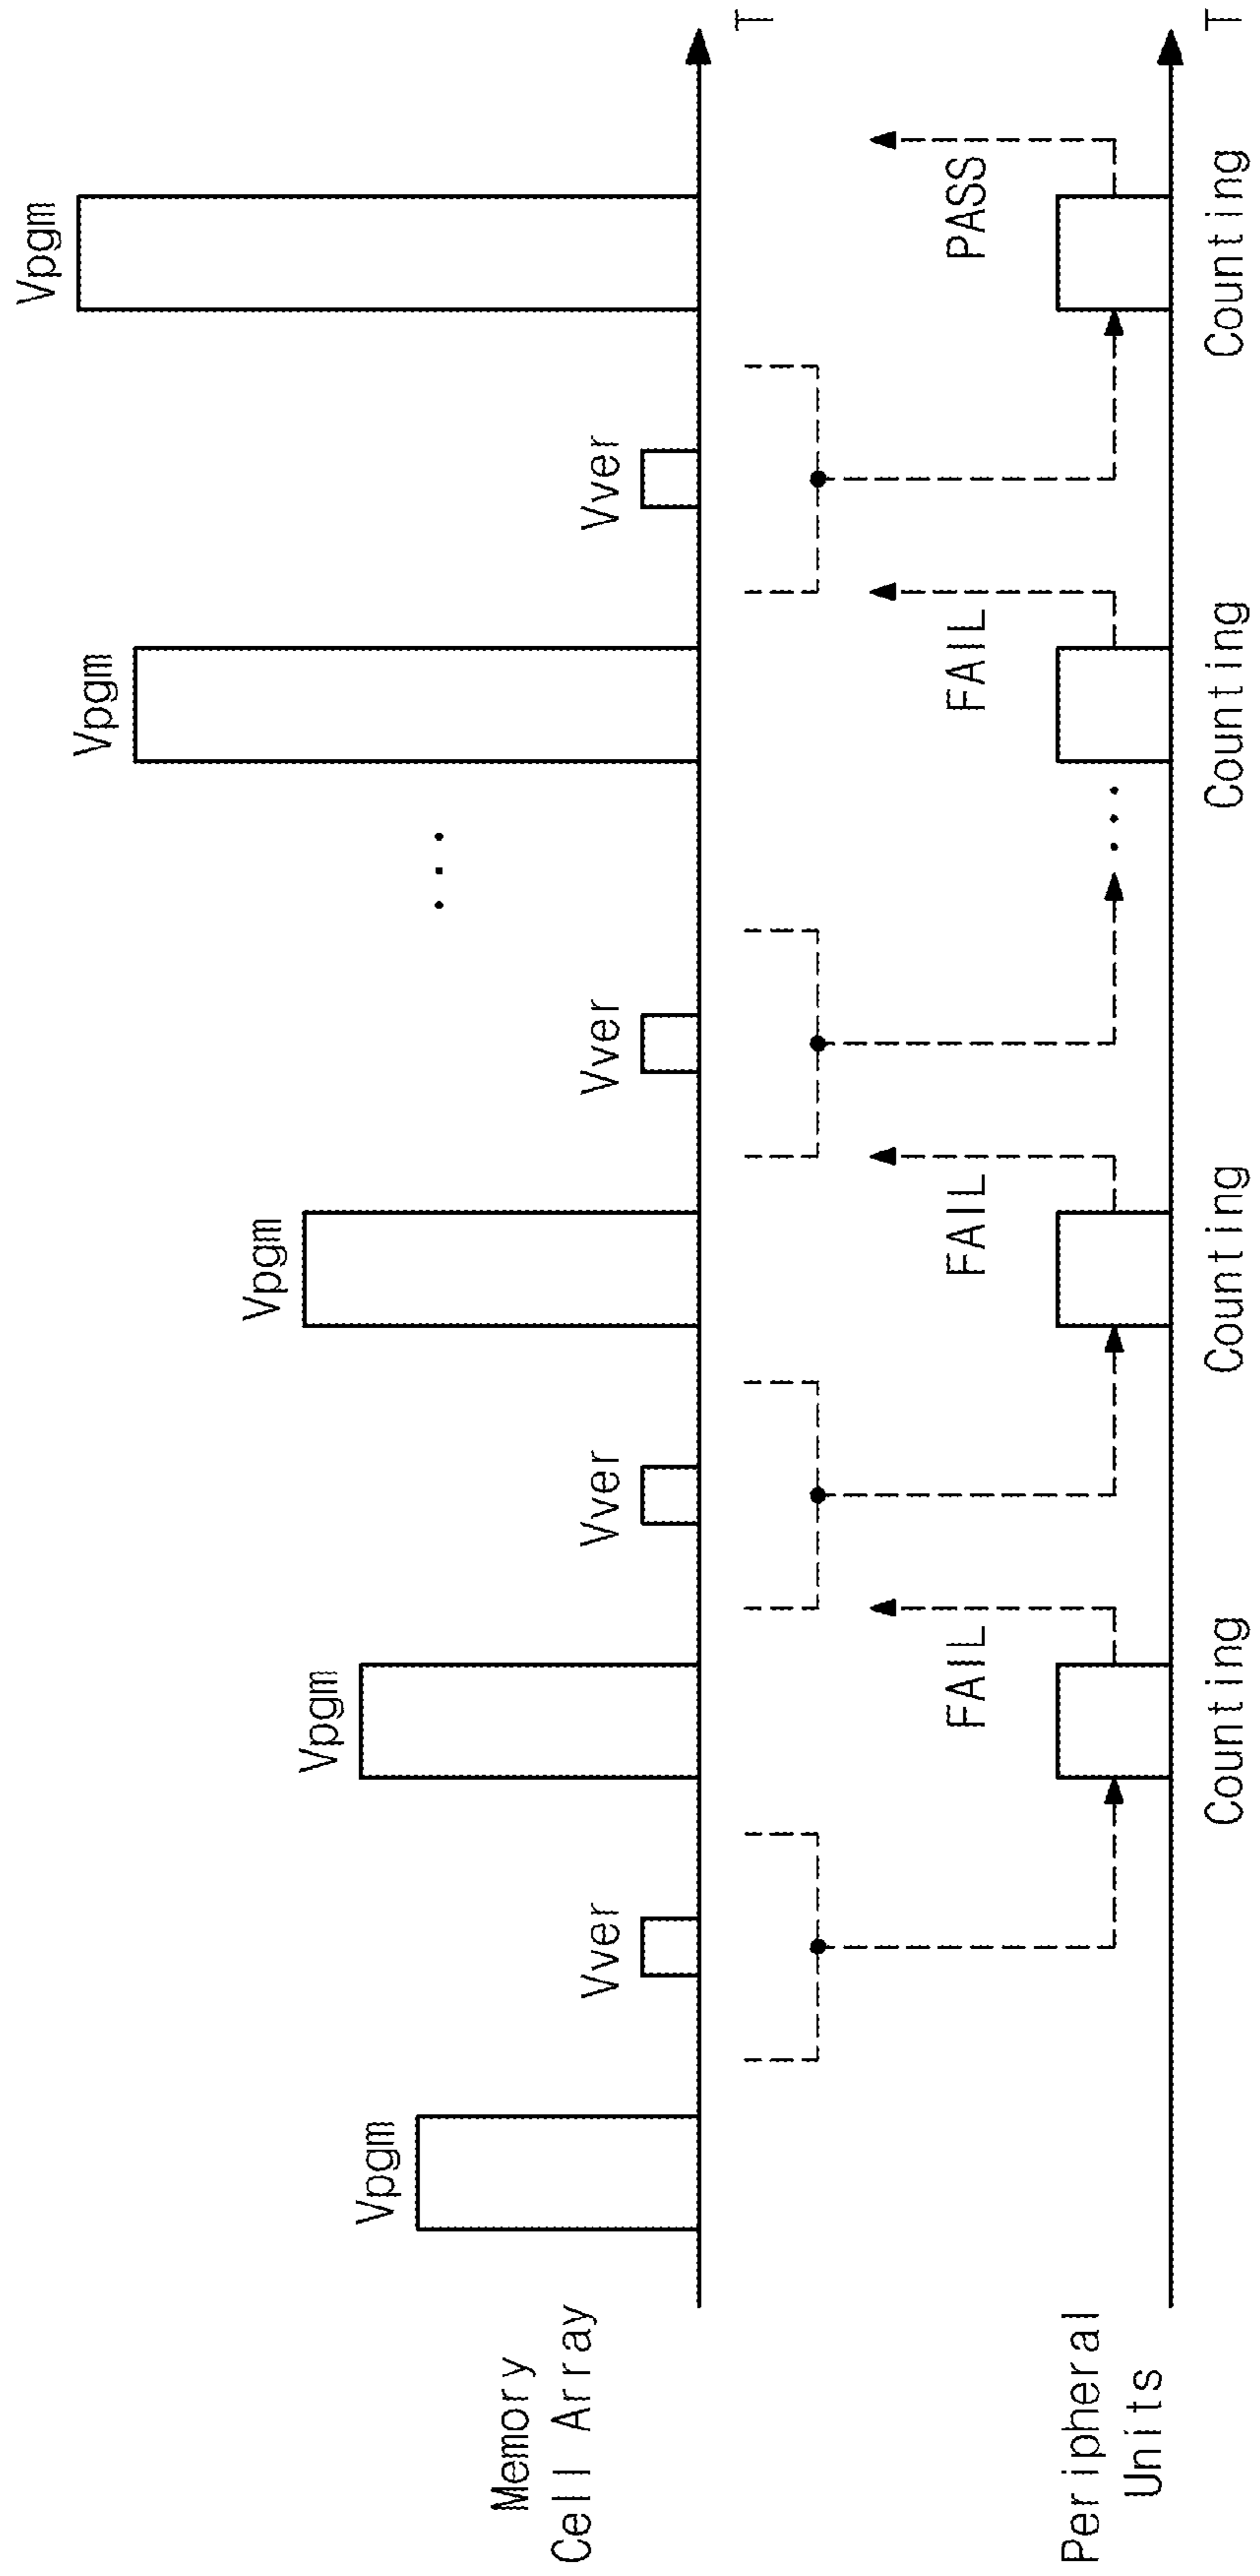 Vpgm
Vpgm
Vpgm
Vpgm
Vpgm
Vver
Vver
Vver
Vver
Memory
Cell Array
T
FAIL
FAIL
FAIL
PASS
Peripheral
Units
T
Counting
Counting
Counting
Counting